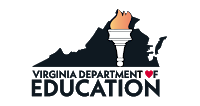 VIRGINIA DEPARTMENT OF
EDUCATION